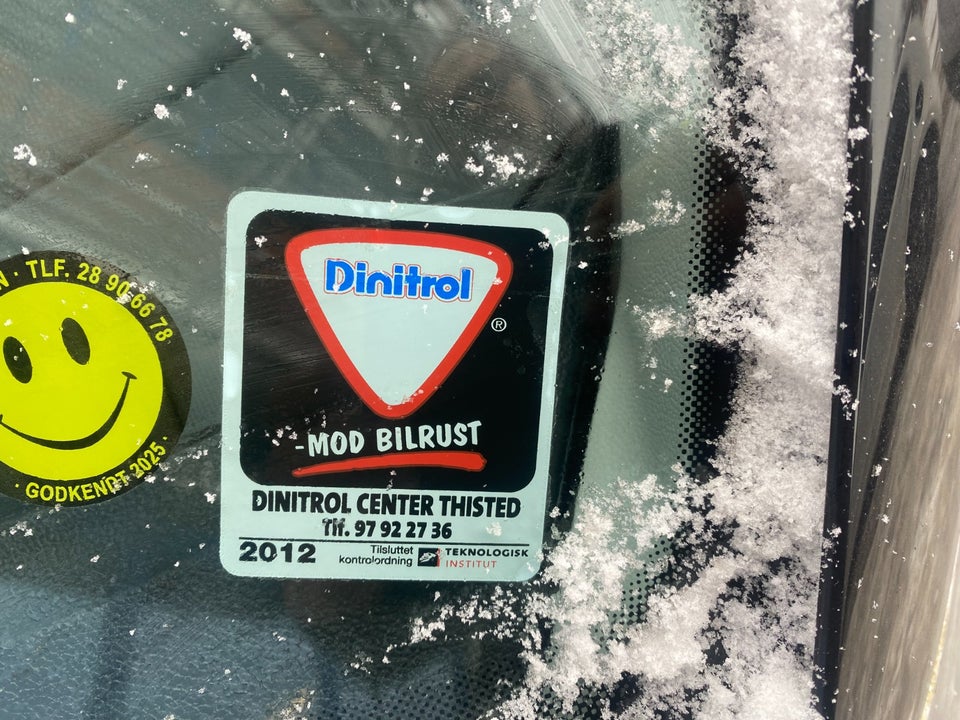 · TLF. 28 90 66 78 ·
· GODKENDT 2025 ·
Dinitrol
®
-MOD BILRUST
DINITROL CENTER THISTED
Tlf. 97 92 27 36
2012
Tilsluttet
kontrolordning
TEKNOLOGISK
INSTITUT